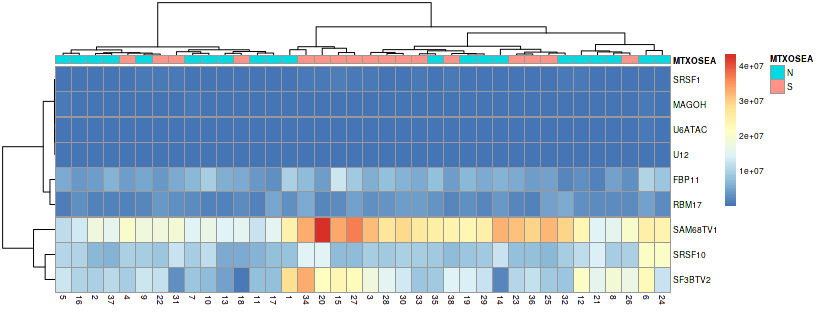 MTXOSEA
SRSF1
MAGOH
U6ATAC
U12
FBP11
RBM17
SAM68TV1
SRSF10
SF3BTV2
5 16 2 37 4 9 22 31 7 10 13 18 11 17 1 34 20 15 27 3 28 30 33 35 38 19 29 14 23 36 25 32 12 21 8 26 6 24
4e+07
3e+07
2e+07
1e+07
MTXOSEA
N
S